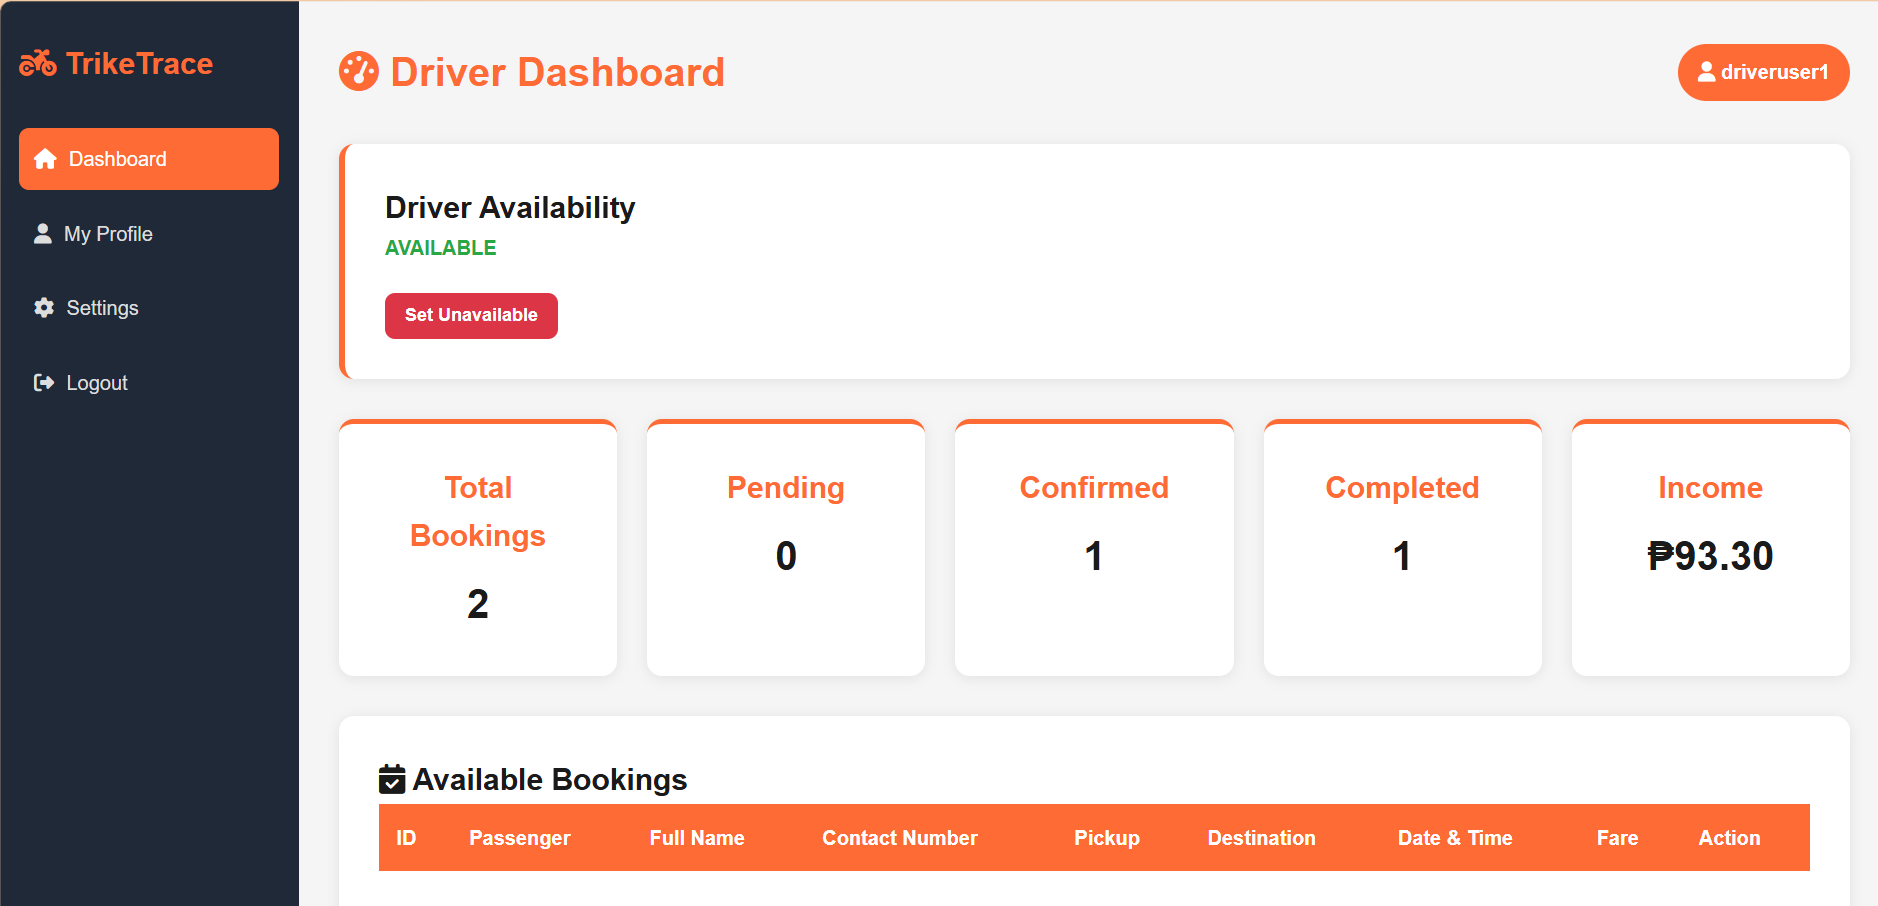 TrikeTrace
Dashboard
My Profile
Settings
Logout
Driver Dashboard
driveruser1
Driver Availability
AVAILABLE
Set Unavailable
Total
Bookings
2
Pending
0
Confirmed
1
Completed
1
Income
₱93.30
Available Bookings
ID Passenger Full Name Contact Number Pickup Destination Date & Time Fare Action